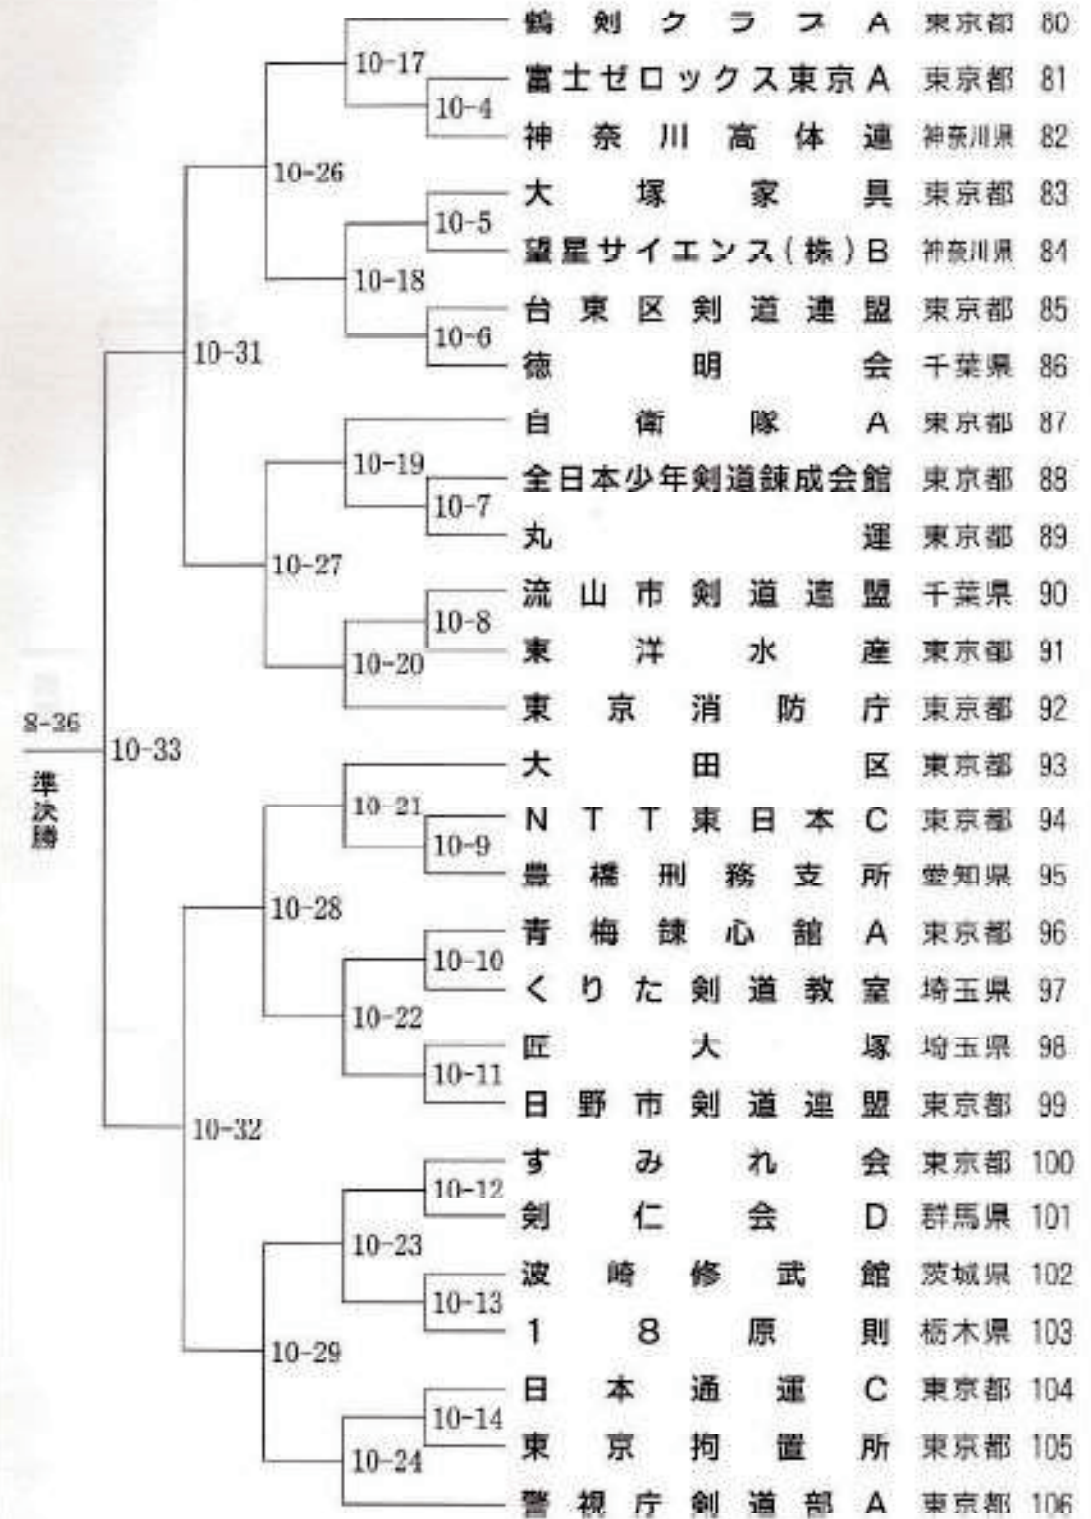 鶴剣クラブA 東京都 80
10-17
富士ゼロックス東京A 東京都 81
10-4
神奈川高体連 神奈川県 82
10-26
大塚家具 東京都 83
10-5
望星サイエンス(株)B 神奈川県 84
10-18
台東区剣道連盟 東京都 85
10-6
徳明会 千葉県 86
10-31
自衛隊A 東京都 87
10-19
全日本少年剣道錬成会館 東京都 88
10-7
丸運 東京都 89
10-27
流山市剣道連盟 千葉県 90
10-8
東洋水産 東京都 91
10-20
東京消防庁 東京都 92
8-36
準決勝
10-33
大田区 東京都 93
10-21
NTT東日本C 東京都 94
10-9
豊橋刑務支所 愛知県 95
10-28
青梅錬心舘A 東京都 96
10-10
くりた剣道教室 埼玉県 97
10-22
匠大塚 埼玉県 98
10-11
日野市剣道連盟 東京都 99
10-32
すみれ会 東京都 100
10-12
剣仁会D 群馬県 101
10-23
波崎修武館 茨城県 102
10-13
18原則 栃木県 103
10-29
日本通運C 東京都 104
10-14
東京拘置所 東京都 105
10-24
警視庁剣道部A 東京都 106